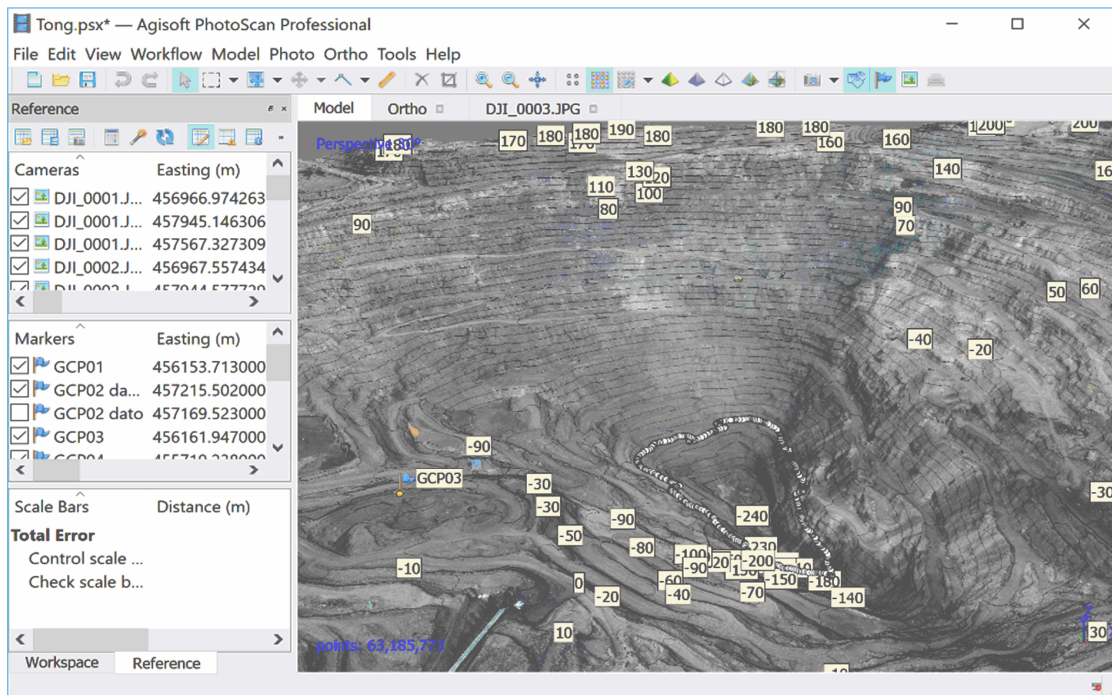 Tong.psx* — Agisoft PhotoScan Professional
File Edit View Workflow Model Photo Ortho Tools Help
Reference
Model Ortho DJI_0003.JPG
Cameras Easting (m)
DJI_0001.J... 456966.974263
DJI_0001.J... 457945.146306
DJI_0001.J... 457567.327309
DJI_0002.J... 456967.557434
Markers Easting (m)
GCP01 456153.713000
GCP02 da... 457215.502000
GCP02 dato 457169.523000
GCP03 456161.947000
Scale Bars Distance (m)
Total Error
Control scale ...
Check scale b...
Workspace Reference
Perspective 30°
180 170 180 180 190 180 180 180 200 200
160 160
130 140
110 100
80 90
90 70
50 60
-40 -20
-90
GCP03
-30
-30
-90 -240
-50
-80 -100 230 -200
-10 -90
0 -60 -150 -180
-20 -40 -70 -140
10 30
points: 63,185,773